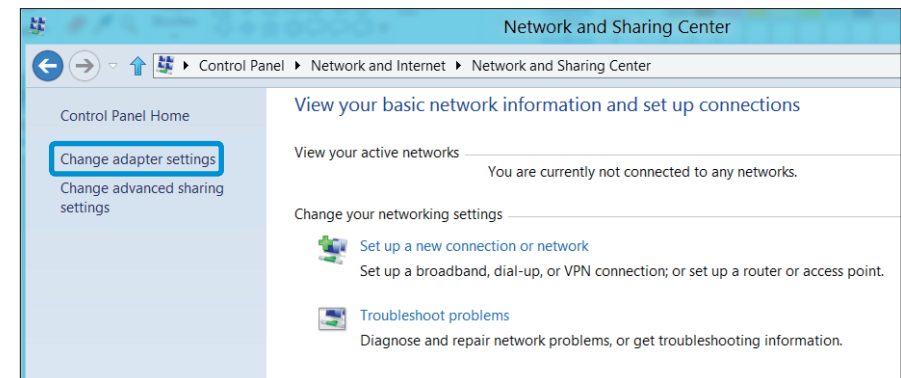 Network and Sharing Center
Control Panel Network and Internet Network and Sharing Center
Control Panel Home
Change adapter settings
Change advanced sharing
settings
View your basic network information and set up connections
View your active networks
You are currently not connected to any networks.
Change your networking settings
Set up a new connection or network
Set up a broadband, dial-up, or VPN connection; or set up a router or access point.
Troubleshoot problems
Diagnose and repair network problems, or get troubleshooting information.